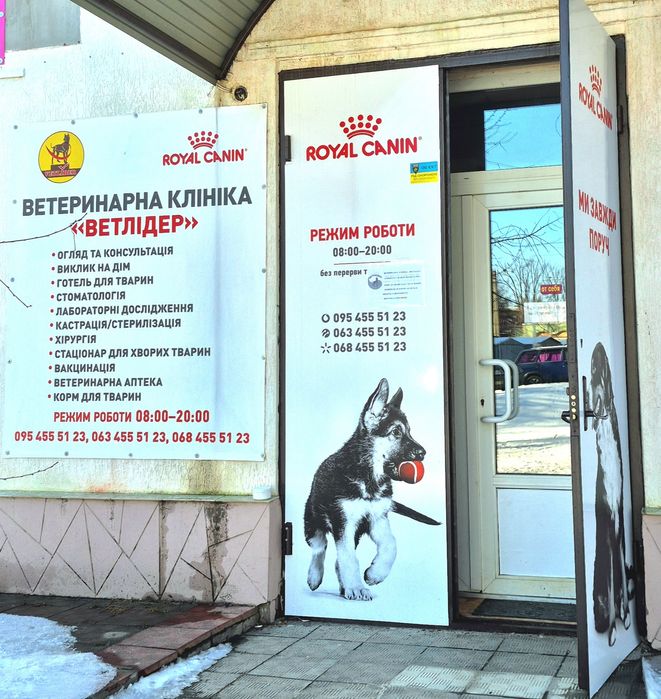 ВЕТЛІДЕР
ROYAL CANIN
ВЕТЕРИНАРНА КЛІНІКА
«ВЕТЛІДЕР»
• ОГЛЯД ТА КОНСУЛЬТАЦІЯ
• ВИКЛИК НА ДІМ
• ГОТЕЛЬ ДЛЯ ТВАРИН
• СТОМАТОЛОГІЯ
• ЛАБОРАТОРНІ ДОСЛІДЖЕННЯ
• КАСТРАЦІЯ/СТЕРИЛІЗАЦІЯ
• ХІРУРГІЯ
• СТАЦІОНАР ДЛЯ ХВОРИХ ТВАРИН
• ВАКЦИНАЦІЯ
• ВЕТЕРИНАРНА АПТЕКА
• КОРМ ДЛЯ ТВАРИН
РЕЖИМ РОБОТИ 08:00–20:00
095 455 51 23, 063 455 51 23, 068 455 51 23
ROYAL CANIN
РЕЖИМ РОБОТИ
08:00–20:00
без перерви т
095 455 51 23
063 455 51 23
068 455 51 23
ОТ СЕБЯ
ROYAL CANIN
МИ ЗАВЖДИ
ПОРУЧ